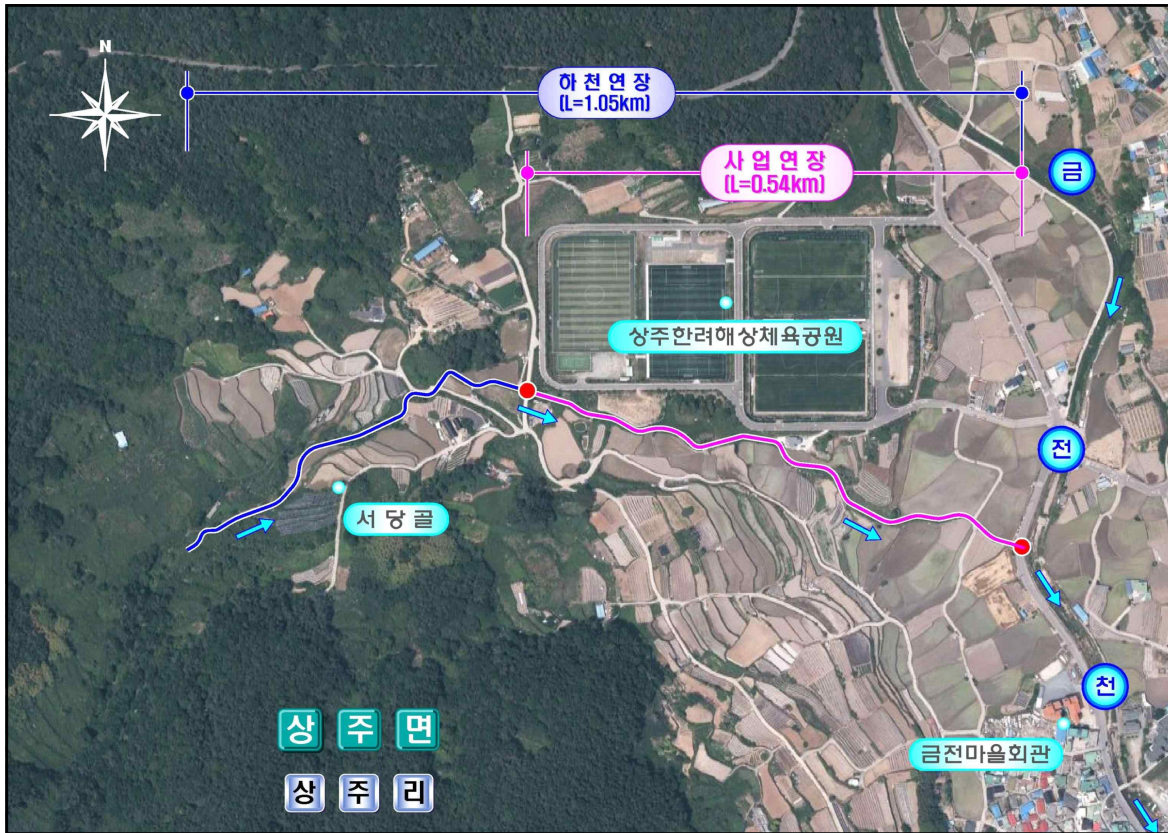 N
하천연장
(L=1.05km)
사업연장
(L=0.54km)
금
상주한려해상체육공원
전
서당골
천
상주면
금전마을회관
상주리